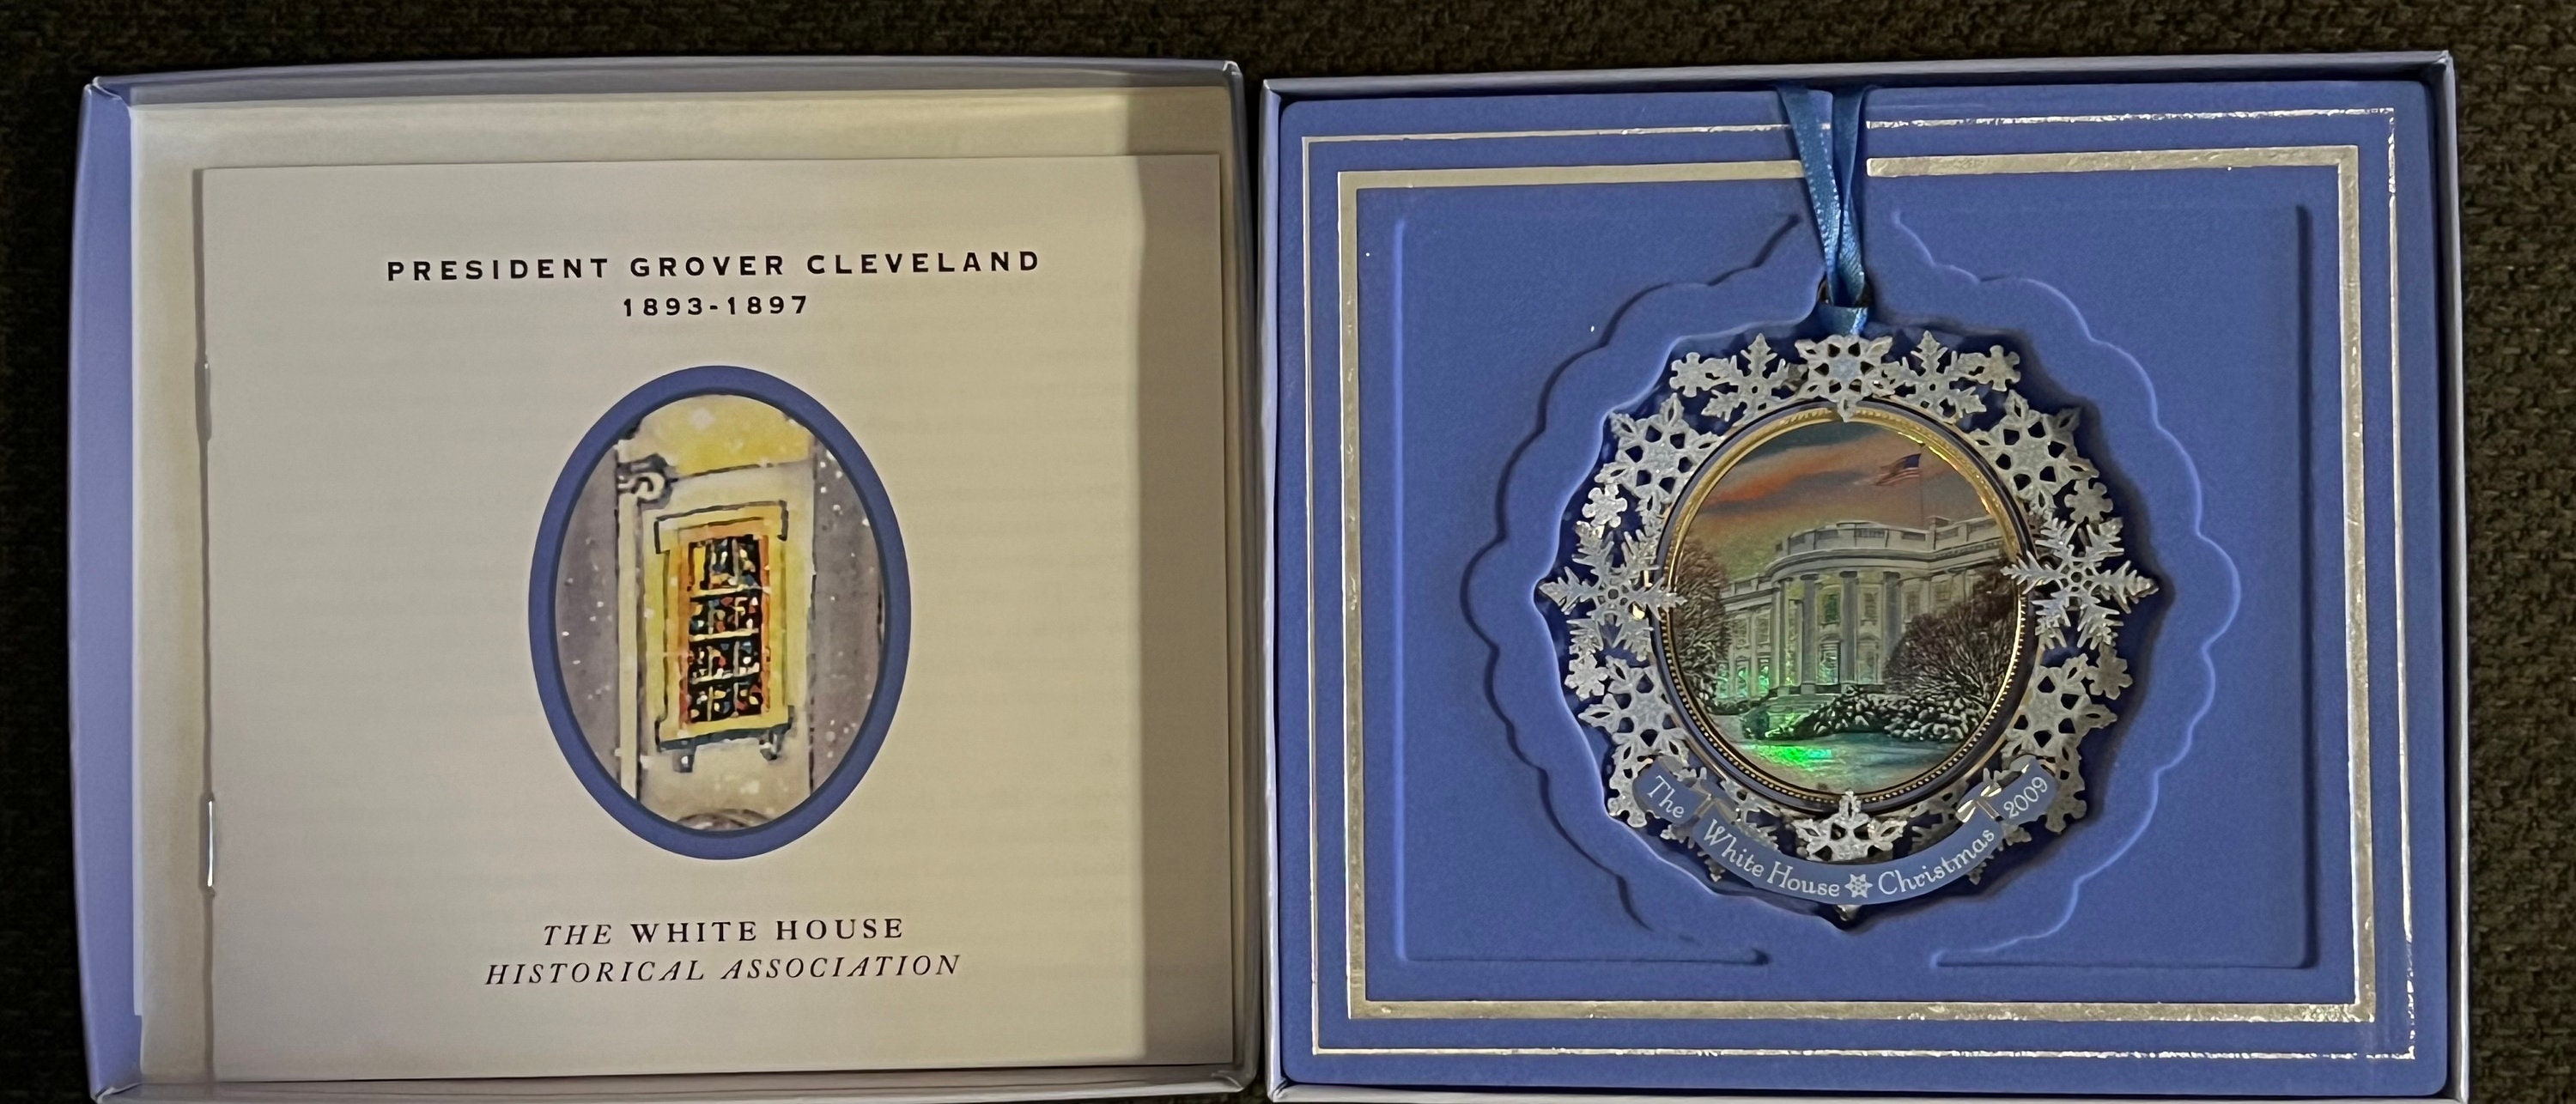 PRESIDENT GROVER CLEVELAND
1893-1897
THE WHITE HOUSE
HISTORICAL ASSOCIATION
The White House Christmas 2009